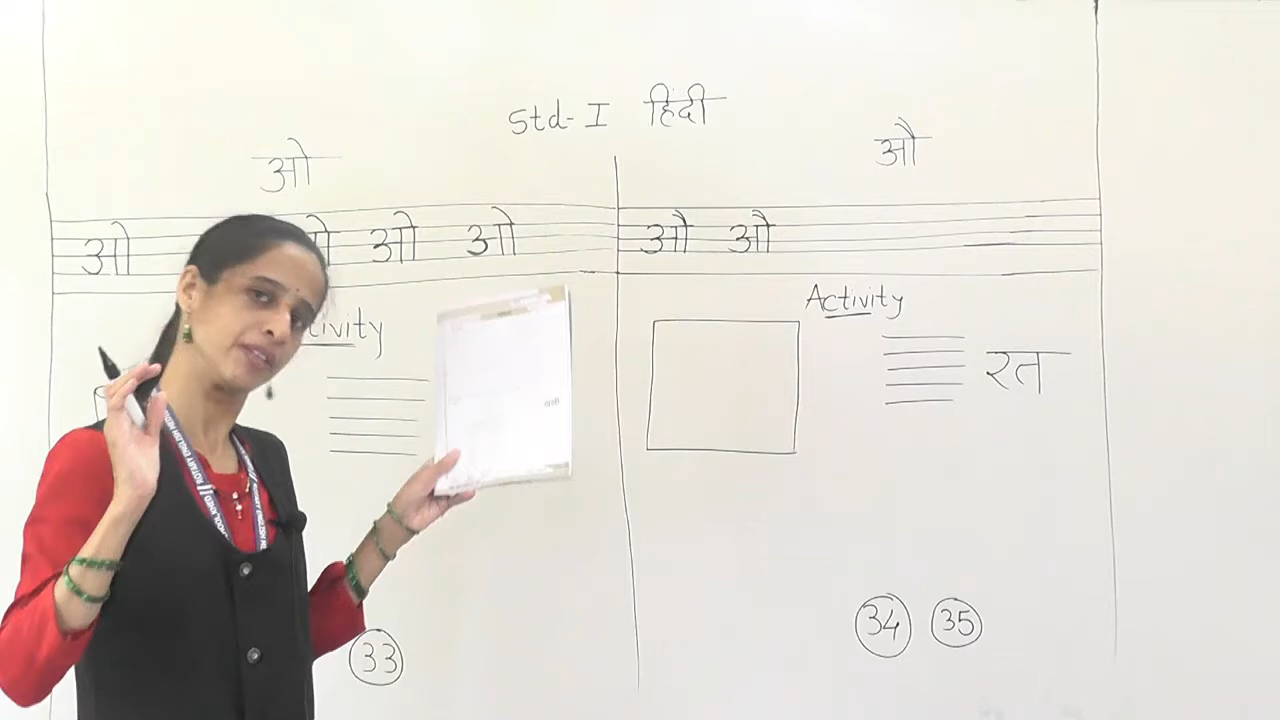 Std- I हिंदी
ओ
औ
ओ ओ ओ ओ
औ औ
Activity
रत
33
34 35